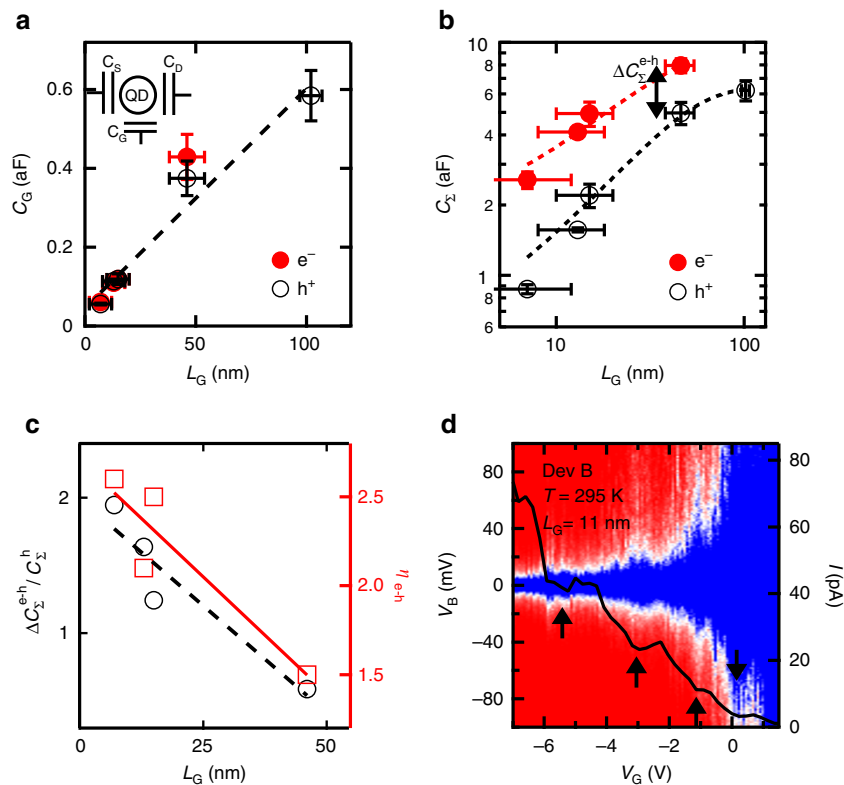 a
C_S C_D
QD
C_G
0.6
0.4
0.2
0
C_G (aF)
e⁻
h⁺
0 50 100
L_G (nm)
b
10
8
6
4
2
1
8
6
C_Σ (aF)
ΔC_Σ^e-h
e⁻
h⁺
10 100
L_G (nm)
c
2
1
ΔC_Σ^e-h / C_Σ^h
2.5
2.0
1.5
η_e-h
0 25 50
L_G (nm)
d
Dev B
T = 295 K
L_G = 11 nm
80
40
0
−40
−80
V_B (mV)
80
60
40
20
0
I (pA)
−6 −4 −2 0
V_G (V)